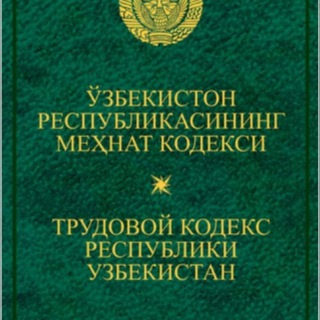 ЎЗБЕКИСТОН
РЕСПУБЛИКАСИНИНГ
МЕҲНАТ КОДЕКСИ
ТРУДОВОЙ КОДЕКС
РЕСПУБЛИКИ
УЗБЕКИСТАН